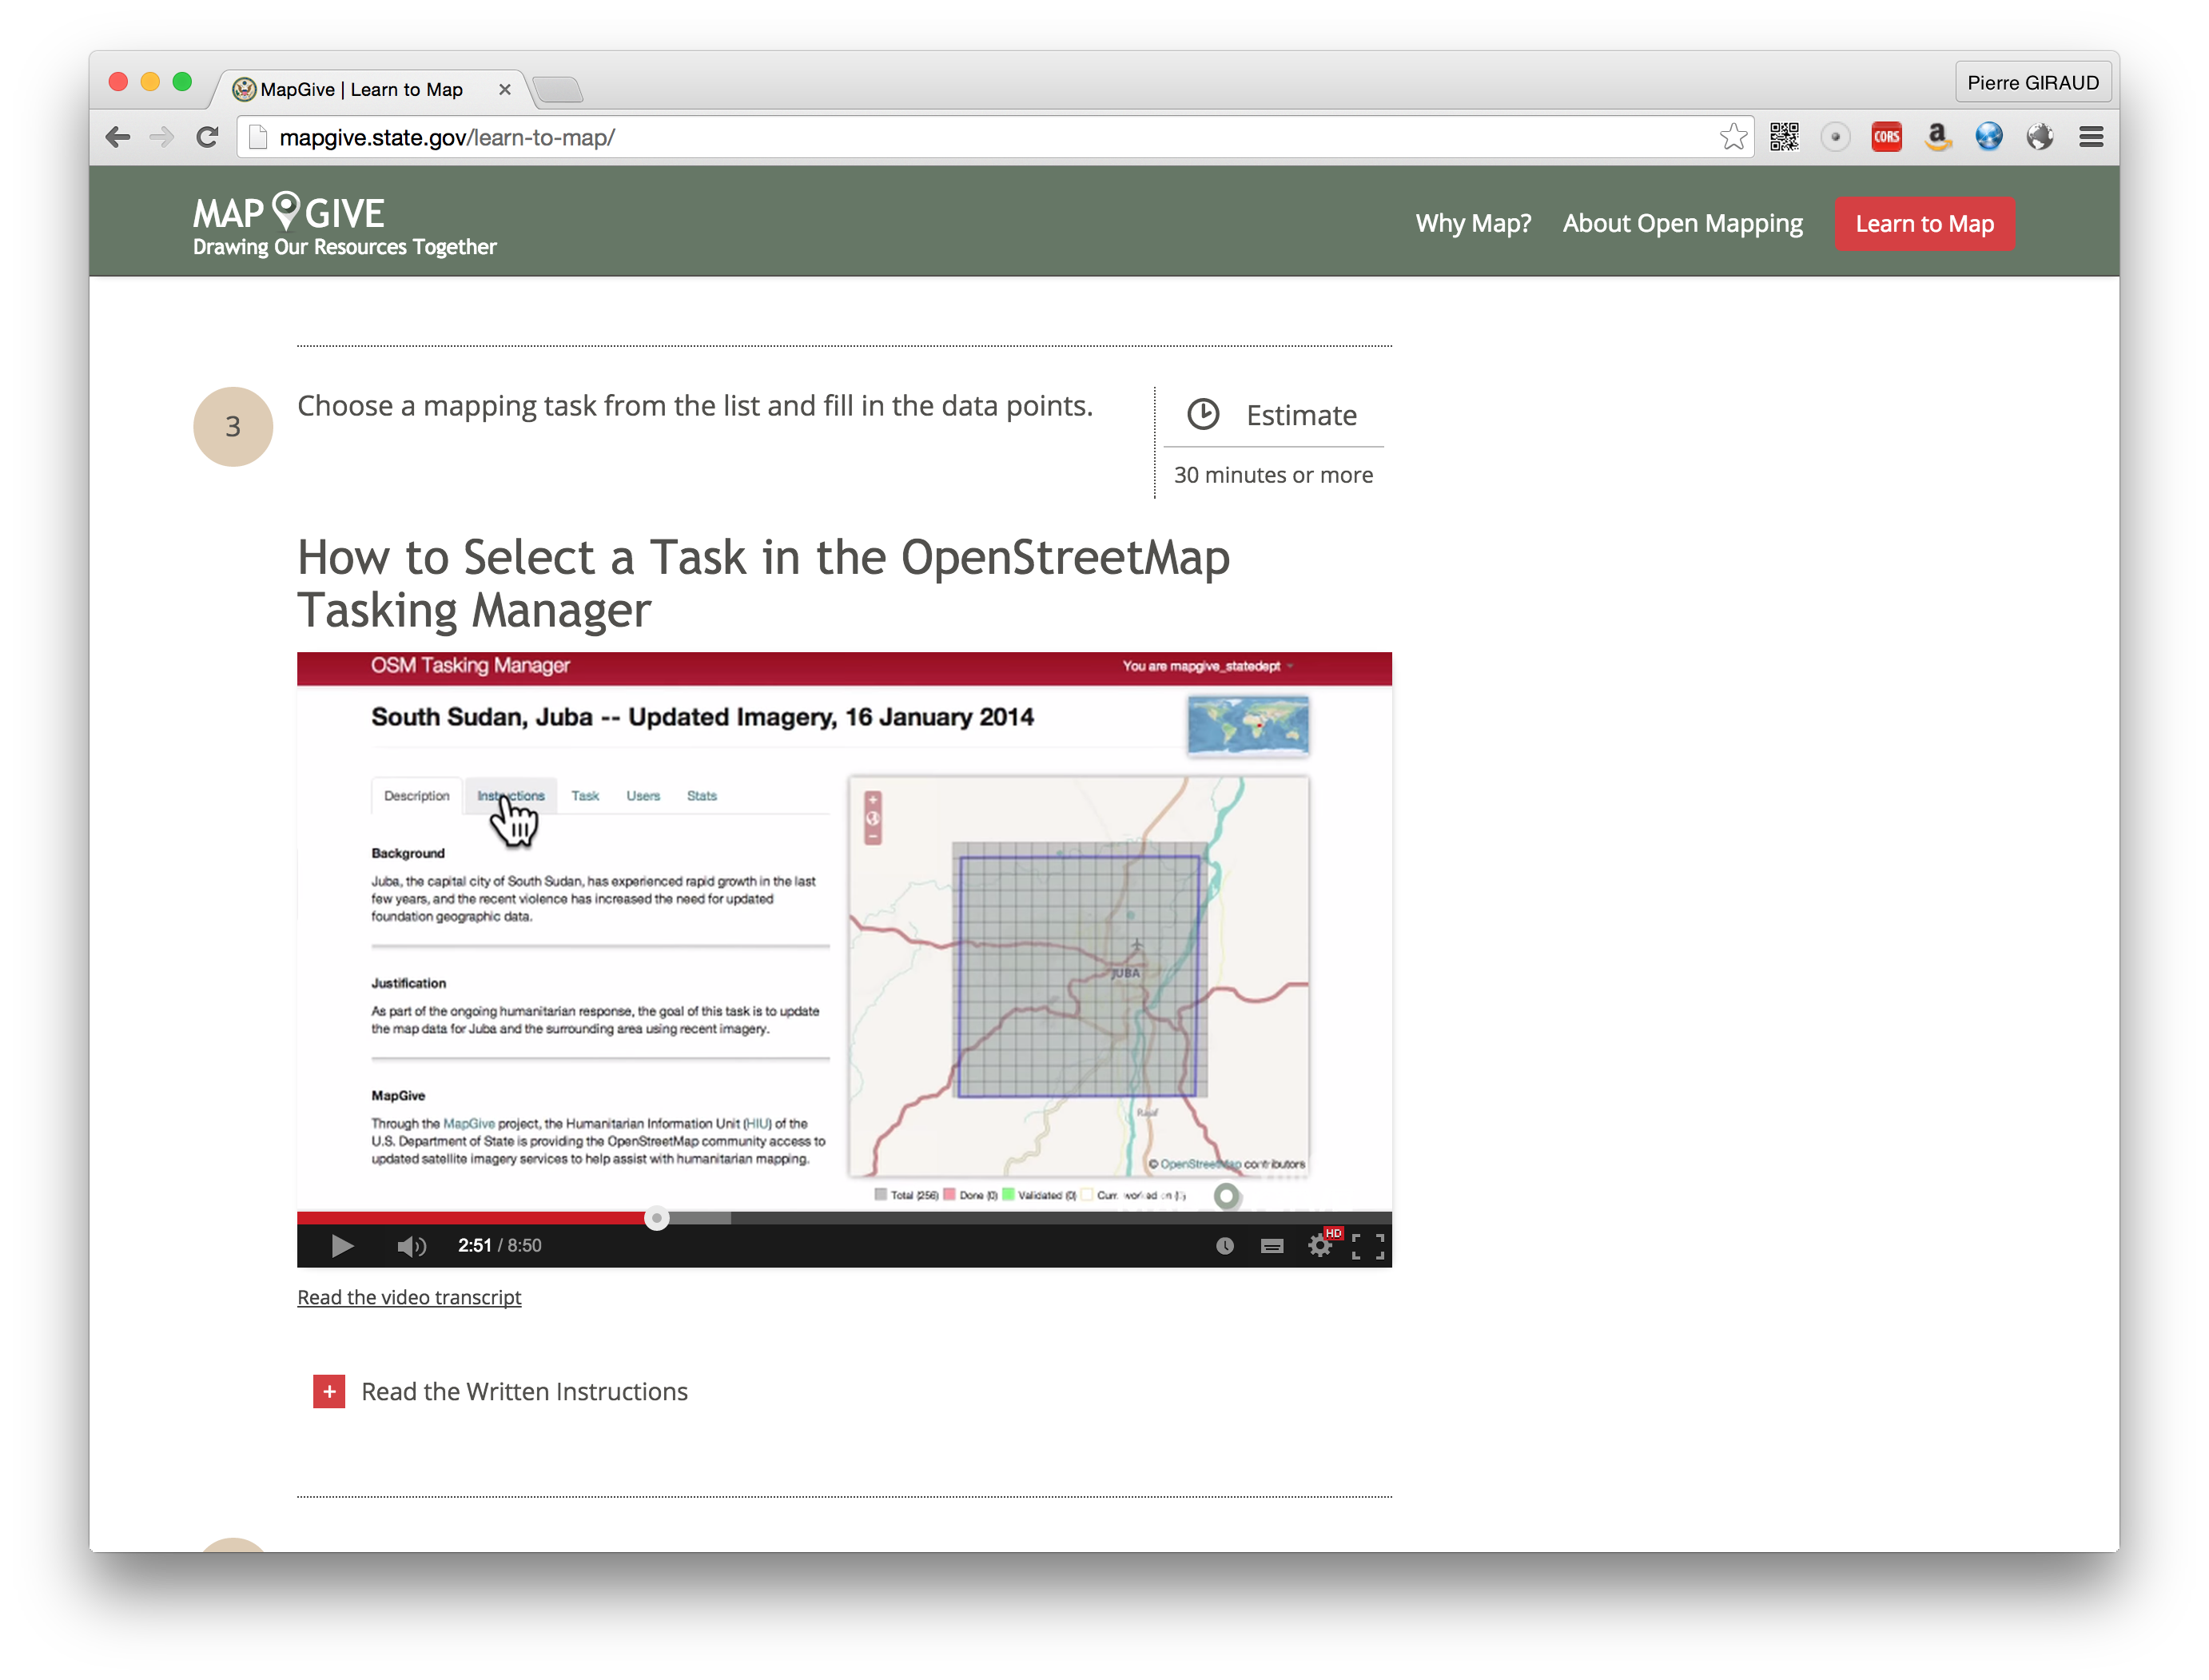 MapGive | Learn to Map
Pierre GIRAUD
mapgive.state.gov/learn-to-map/
CORS
a
MAP GIVE
Drawing Our Resources Together
Why Map?
About Open Mapping
Learn to Map
3
Choose a mapping task from the list and fill in the data points.
Estimate
30 minutes or more
How to Select a Task in the OpenStreetMap
Tasking Manager
OSM Tasking Manager
You are mapgive_statedept
South Sudan, Juba -- Updated Imagery, 16 January 2014
Description
Instructions
Task
Users
Stats
Background
Juba, the capital city of South Sudan, has experienced rapid growth in the last
few years, and the recent violence has increased the need for updated
foundation geographic data.
Justification
As part of the ongoing humanitarian response, the goal of this task is to update
the map data for Juba and the surrounding area using recent imagery.
MapGive
Through the MapGive project, the Humanitarian Information Unit (HIU) of the
U.S. Department of State is providing the OpenStreetMap community access to
updated satellite imagery services to help assist with humanitarian mapping.
+
−
JUBA
Rajaf
© OpenStreetMap contributors
Total (256)
Done (0)
Validated (0)
Curr. worked on
2:51 / 8:50
HD
Read the video transcript
+ Read the Written Instructions